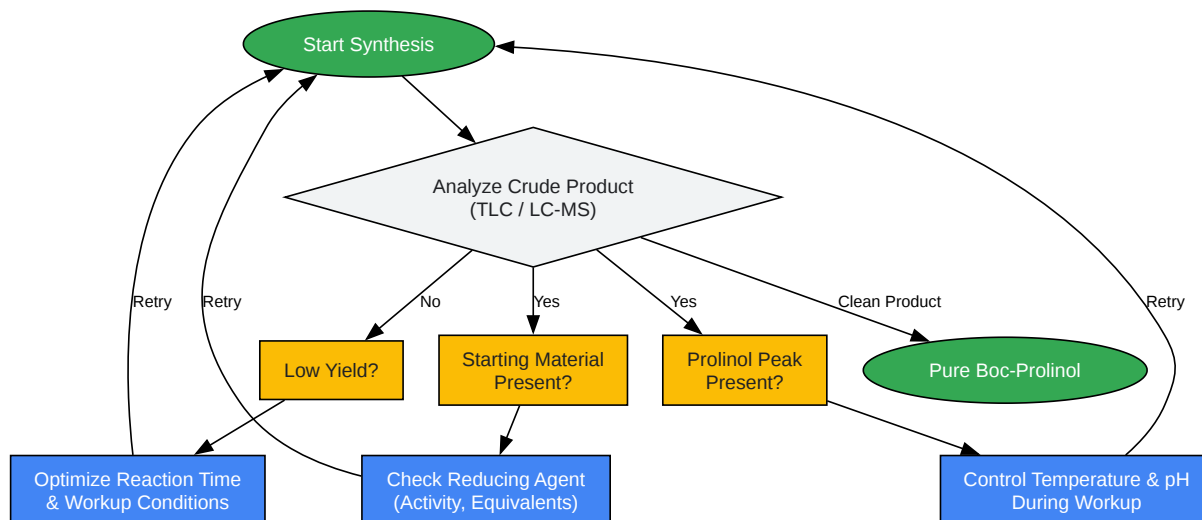 Start Synthesis
Analyze Crude Product
(TLC / LC-MS)
Retry
Retry
No
Yes
Yes
Clean Product
Retry
Low Yield?
Starting Material
Present?
Prolinol Peak
Present?
Pure Boc-Prolinol
Optimize Reaction Time
& Workup Conditions
Check Reducing Agent
(Activity, Equivalents)
Control Temperature & pH
During Workup